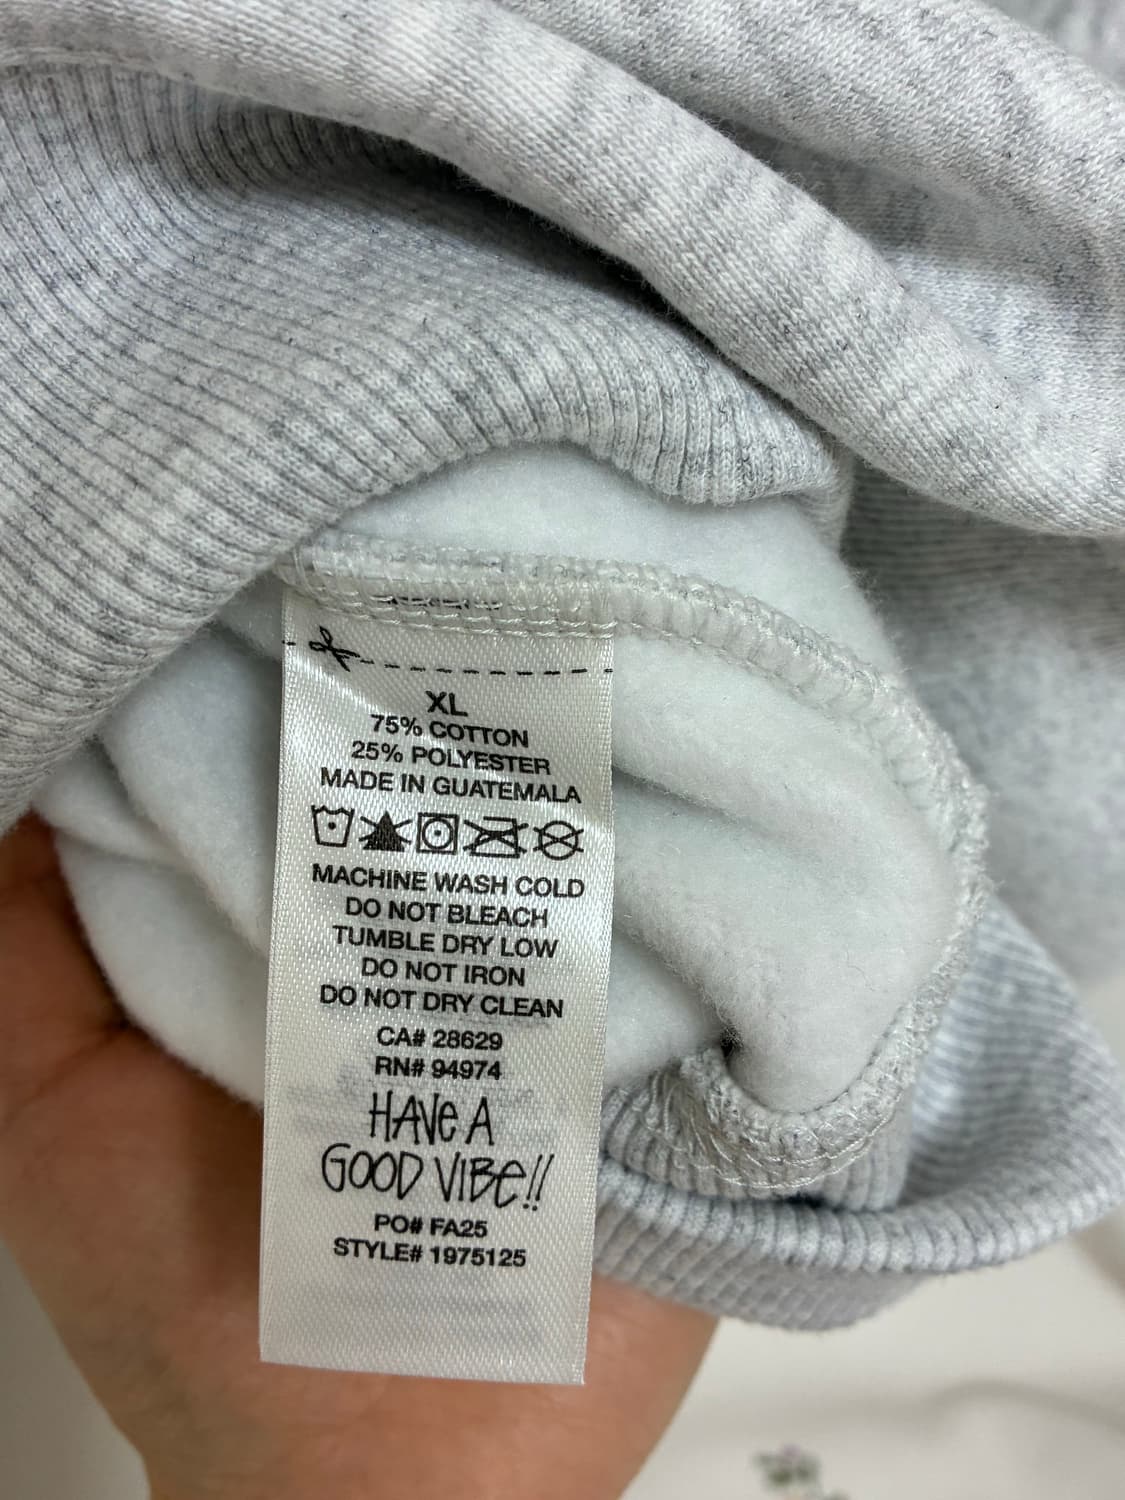 XL
75% COTTON
25% POLYESTER
MADE IN GUATEMALA
MACHINE WASH COLD
DO NOT BLEACH
TUMBLE DRY LOW
DO NOT IRON
DO NOT DRY CLEAN
CA# 28629
RN# 94974
HAVE A
GOOD VIBE!!
PO# FA25
STYLE# 1975125